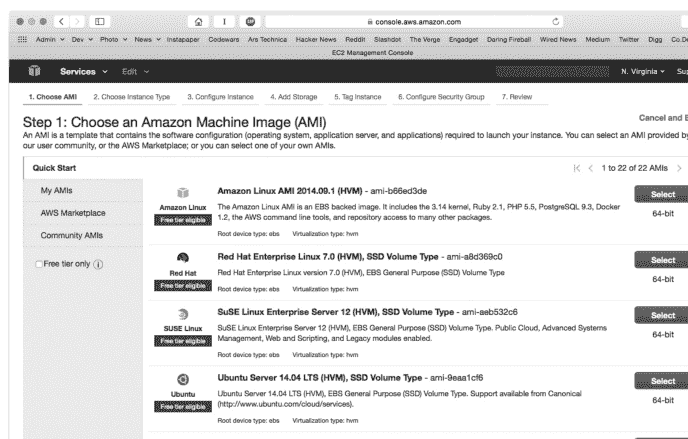 console.aws.amazon.com
Admin Dev Photo News Instapaper Codewars Ars Technica Hacker News Reddit Slashdot The Verge Engadget Daring Fireball Wired News Medium Twitter Digg Co.De
EC2 Management Console
Services Edit N. Virginia Sup
1. Choose AMI 2. Choose Instance Type 3. Configure Instance 4. Add Storage 5. Tag Instance 6. Configure Security Group 7. Review
Step 1: Choose an Amazon Machine Image (AMI) Cancel and E
An AMI is a template that contains the software configuration (operating system, application server, and applications) required to launch your instance. You can select an AMI provided by
our user community, or the AWS Marketplace; or you can select one of your own AMIs.
Quick Start 1 to 22 of 22 AMIs
My AMIs
AWS Marketplace
Community AMIs
Free tier only
Amazon Linux
Free tier eligible
Amazon Linux AMI 2014.09.1 (HVM) - ami-b66ed3de
The Amazon Linux AMI is an EBS backed image. It includes the 3.14 kernel, Ruby 2.1, PHP 5.5, PostgreSQL 9.3, Docker
1.2, the AWS command line tools, and repository access to many other packages.
Root device type: ebs Virtualization type: hvm
Select
64-bit
Red Hat
Free tier eligible
Red Hat Enterprise Linux 7.0 (HVM), SSD Volume Type - ami-a8d369c0
Red Hat Enterprise Linux version 7.0 (HVM), EBS General Purpose (SSD) Volume Type
Root device type: ebs Virtualization type: hvm
Select
64-bit
SUSE Linux
Free tier eligible
SuSE Linux Enterprise Server 12 (HVM), SSD Volume Type - ami-aeb532c6
SuSE Linux Enterprise Server 12 (HVM), EBS General Purpose (SSD) Volume Type. Public Cloud, Advanced Systems
Management, Web and Scripting, and Legacy modules enabled.
Root device type: ebs Virtualization type: hvm
Select
64-bit
Ubuntu
Free tier eligible
Ubuntu Server 14.04 LTS (HVM), SSD Volume Type - ami-9eaa1cf6
Ubuntu Server 14.04 LTS (HVM), EBS General Purpose (SSD) Volume Type. Support available from Canonical
(http://www.ubuntu.com/cloud/services).
Root device type: ebs Virtualization type: hvm
Select
64-bit